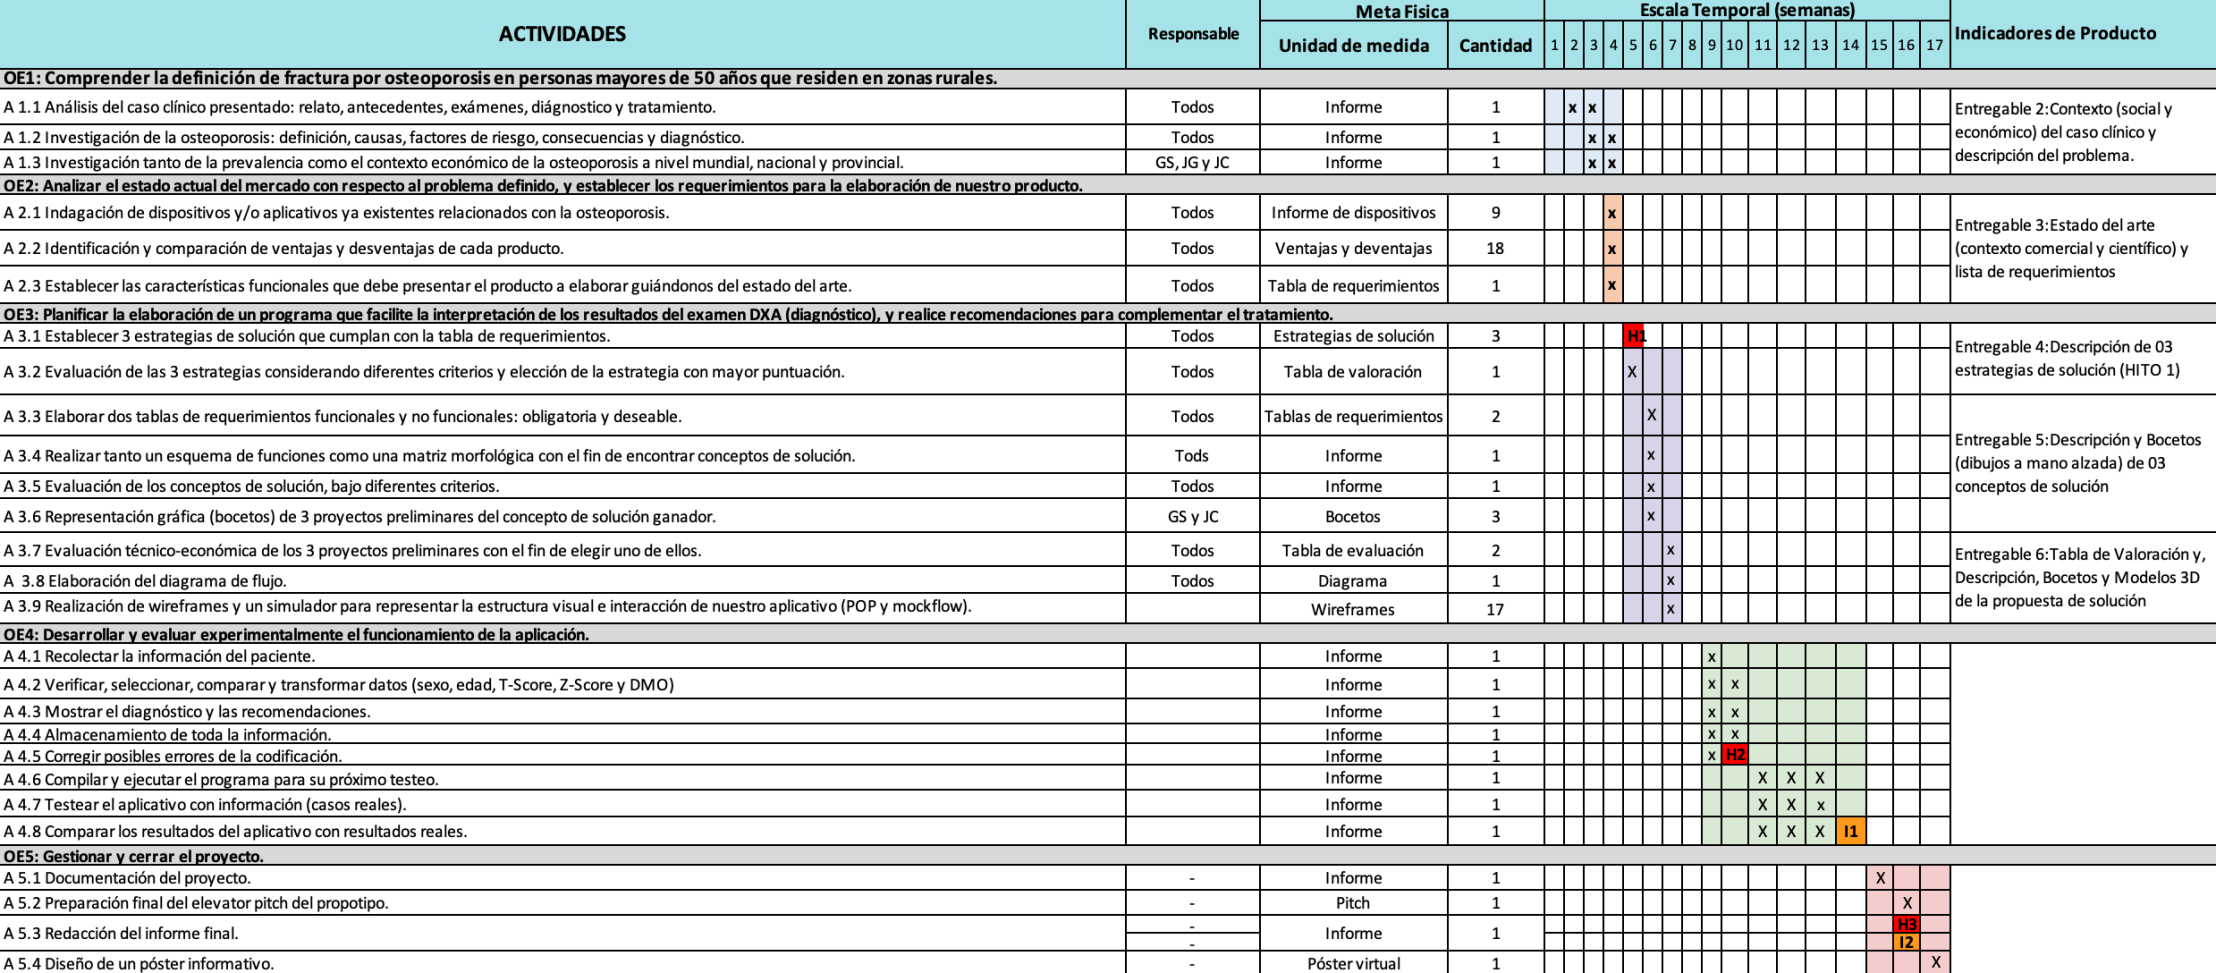 ACTIVIDADES Responsable Meta Fisica Escala Temporal (semanas) Indicadores de Producto
Unidad de medida Cantidad 1 2 3 4 5 6 7 8 9 10 11 12 13 14 15 16 17
OE1: Comprender la definición de fractura por osteoporosis en personas mayores de 50 años que residen en zonas rurales.
A 1.1 Análisis del caso clínico presentado: relato, antecedentes, exámenes, diágnostico y tratamiento. Todos Informe 1 x x
A 1.2 Investigación de la osteoporosis: definición, causas, factores de riesgo, consecuencias y diagnóstico. Todos Informe 1 x x
A 1.3 Investigación tanto de la prevalencia como el contexto económico de la osteoporosis a nivel mundial, nacional y provincial. GS, JG y JC Informe 1 x x
Entregable 2:Contexto (social y
económico) del caso clínico y
descripción del problema.
OE2: Analizar el estado actual del mercado con respecto al problema definido, y establecer los requerimientos para la elaboración de nuestro producto.
A 2.1 Indagación de dispositivos y/o aplicativos ya existentes relacionados con la osteoporosis. Todos Informe de dispositivos 9 x
A 2.2 Identificación y comparación de ventajas y desventajas de cada producto. Todos Ventajas y deventajas 18 x
A 2.3 Establecer las características funcionales que debe presentar el producto a elaborar guiándonos del estado del arte. Todos Tabla de requerimientos 1 x
Entregable 3:Estado del arte
(contexto comercial y científico) y
lista de requerimientos
OE3: Planificar la elaboración de un programa que facilite la interpretación de los resultados del examen DXA (diagnóstico), y realice recomendaciones para complementar el tratamiento.
A 3.1 Establecer 3 estrategias de solución que cumplan con la tabla de requerimientos. Todos Estrategias de solución 3 H1
A 3.2 Evaluación de las 3 estrategias considerando diferentes criterios y elección de la estrategia con mayor puntuación. Todos Tabla de valoración 1 X
Entregable 4:Descripción de 03
estrategias de solución (HITO 1)
A 3.3 Elaborar dos tablas de requerimientos funcionales y no funcionales: obligatoria y deseable. Todos Tablas de requerimientos 2 X
A 3.4 Realizar tanto un esquema de funciones como una matriz morfológica con el fin de encontrar conceptos de solución. Tods Informe 1 x
A 3.5 Evaluación de los conceptos de solución, bajo diferentes criterios. Todos Informe 1 x
A 3.6 Representación gráfica (bocetos) de 3 proyectos preliminares del concepto de solución ganador. GS y JC Bocetos 3 x
Entregable 5:Descripción y Bocetos
(dibujos a mano alzada) de 03
conceptos de solución
A 3.7 Evaluación técnico-económica de los 3 proyectos preliminares con el fin de elegir uno de ellos. Todos Tabla de evaluación 2 x
A 3.8 Elaboración del diagrama de flujo. Todos Diagrama 1 x
A 3.9 Realización de wireframes y un simulador para representar la estructura visual e interacción de nuestro aplicativo (POP y mockflow). Wireframes 17 x
Entregable 6:Tabla de Valoración y,
Descripción, Bocetos y Modelos 3D
de la propuesta de solución
OE4: Desarrollar y evaluar experimentalmente el funcionamiento de la aplicación.
A 4.1 Recolectar la información del paciente. Informe 1 x
A 4.2 Verificar, seleccionar, comparar y transformar datos (sexo, edad, T-Score, Z-Score y DMO) Informe 1 x x
A 4.3 Mostrar el diagnóstico y las recomendaciones. Informe 1 x x
A 4.4 Almacenamiento de toda la información. Informe 1 x x
A 4.5 Corregir posibles errores de la codificación. Informe 1 x H2
A 4.6 Compilar y ejecutar el programa para su próximo testeo. Informe 1 X X X
A 4.7 Testear el aplicativo con información (casos reales). Informe 1 X X x
A 4.8 Comparar los resultados del aplicativo con resultados reales. Informe 1 X X X I1
OE5: Gestionar y cerrar el proyecto.
A 5.1 Documentación del proyecto. - Informe 1 X
A 5.2 Preparación final del elevator pitch del propotipo. - Pitch 1 X
A 5.3 Redacción del informe final. - - Informe 1 H3 I2
A 5.4 Diseño de un póster informativo. - Póster virtual 1 X